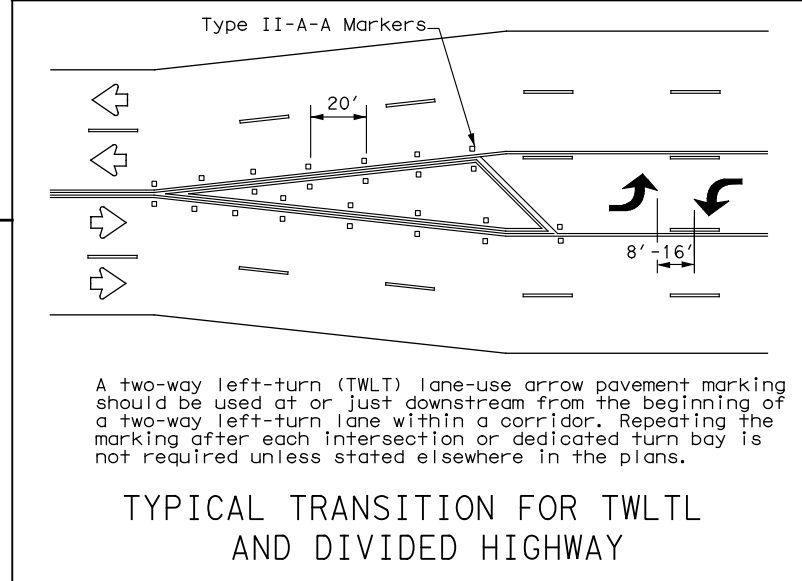 Type II-A-A Markers
20'
8'-16'
A two-way left-turn (TWLT) lane-use arrow pavement marking
should be used at or just downstream from the beginning of
a two-way left-turn lane within a corridor. Repeating the
marking after each intersection or dedicated turn bay is
not required unless stated elsewhere in the plans.
TYPICAL TRANSITION FOR TWLTL
AND DIVIDED HIGHWAY